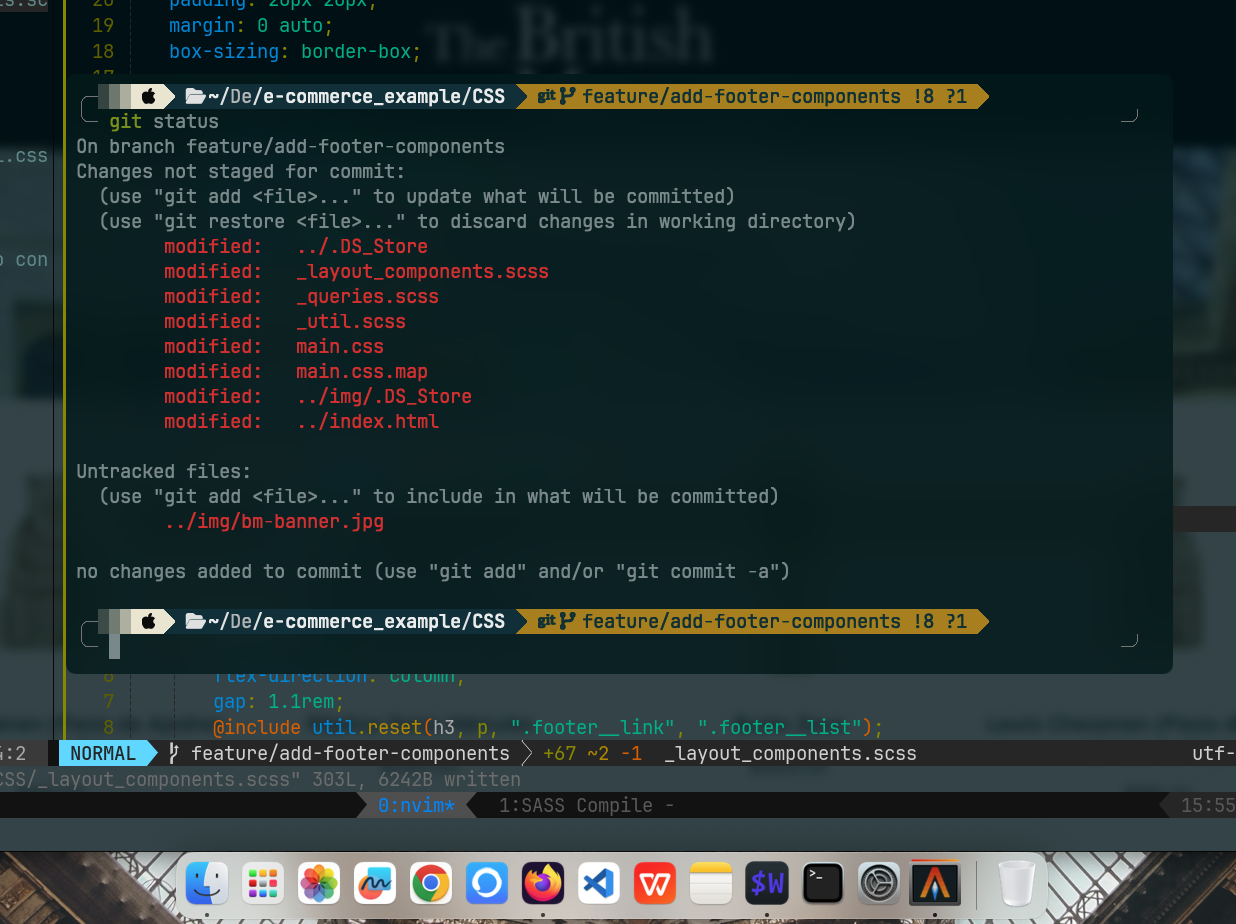 20 padding: 20px 20px;
19 margin: 0 auto;
18 box-sizing: border-box;
The British
~/De/e-commerce_example/CSS git feature/add-footer-components !8 ?1
git status
On branch feature/add-footer-components
Changes not staged for commit:
(use "git add <file>..." to update what will be committed)
(use "git restore <file>..." to discard changes in working directory)
modified: ../.DS_Store
modified: _layout_components.scss
modified: _queries.scss
modified: _util.scss
modified: main.css
modified: main.css.map
modified: ../img/.DS_Store
modified: ../index.html
Untracked files:
(use "git add <file>..." to include in what will be committed)
../img/bm-banner.jpg
no changes added to commit (use "git add" and/or "git commit -a")
~/De/e-commerce_example/CSS git feature/add-footer-components !8 ?1
6 flex-direction: column;
7 gap: 1.1rem;
8 @include util.reset(h3, p, ".footer__link", ".footer__list");
:2 NORMAL feature/add-footer-components +67 ~2 -1 _layout_components.scss utf-
CSS/_layout_components.scss" 303L, 6242B written
0:nvim* 1:SASS Compile - 15:55
$W
>_